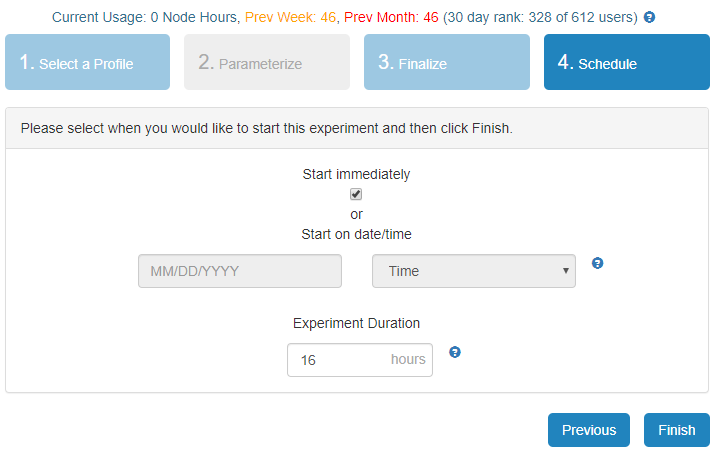 Current Usage: 0 Node Hours, Prev Week: 46, Prev Month: 46 (30 day rank: 328 of 612 users) ?
1. Select a Profile
2. Parameterize
3. Finalize
4. Schedule
Please select when you would like to start this experiment and then click Finish.
Start immediately
or
Start on date/time
MM/DD/YYYY
Time
?
Experiment Duration
16 hours
?
Previous
Finish